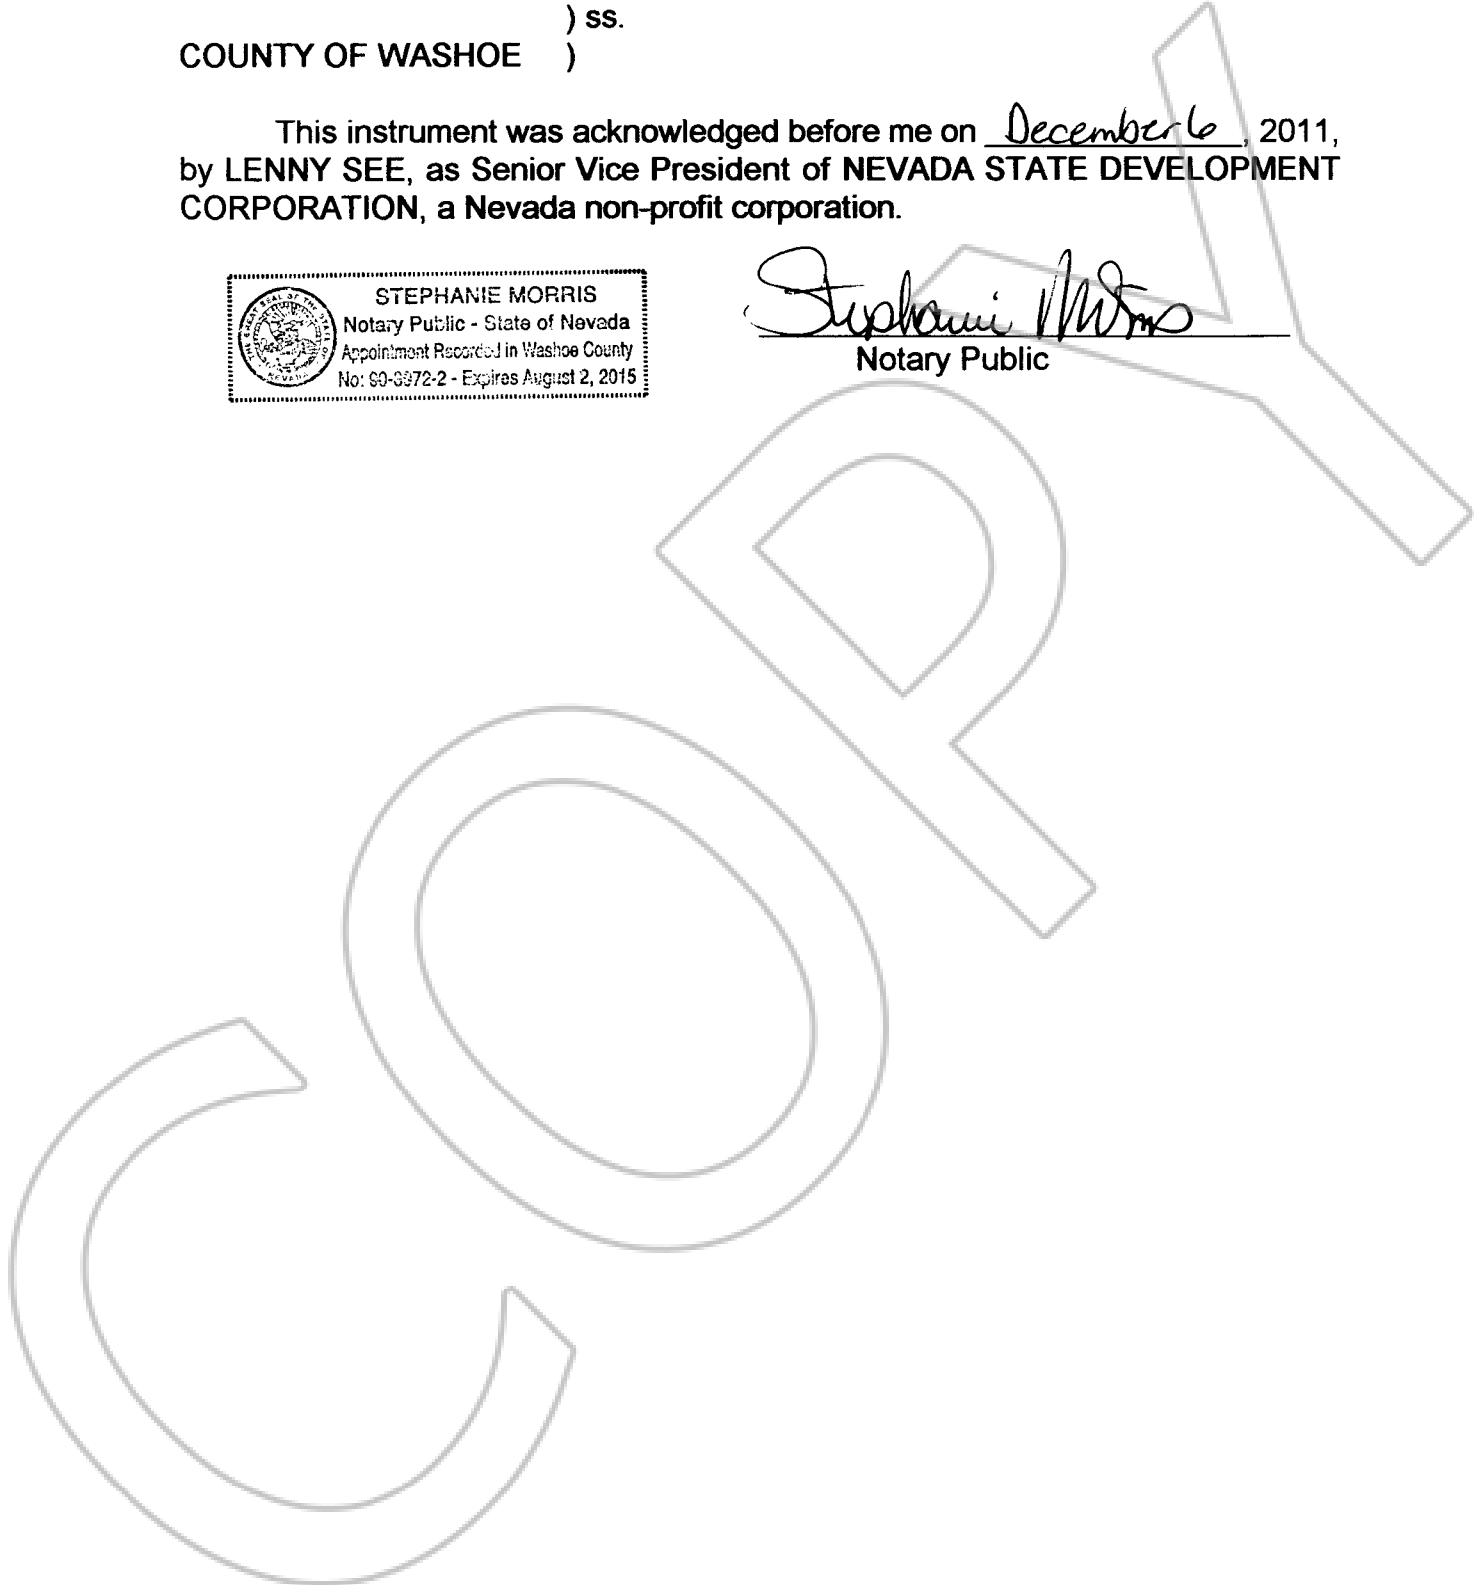 ) ss.
COUNTY OF WASHOE )
This instrument was acknowledged before me on December 6, 2011,
by LENNY SEE, as Senior Vice President of NEVADA STATE DEVELOPMENT
CORPORATION, a Nevada non-profit corporation.
STEPHANIE MORRIS
Notary Public - State of Nevada
Appointment Recorded in Washoe County
No: - Expires August 2, 2015
Stephanie Morris
Notary Public
COPY